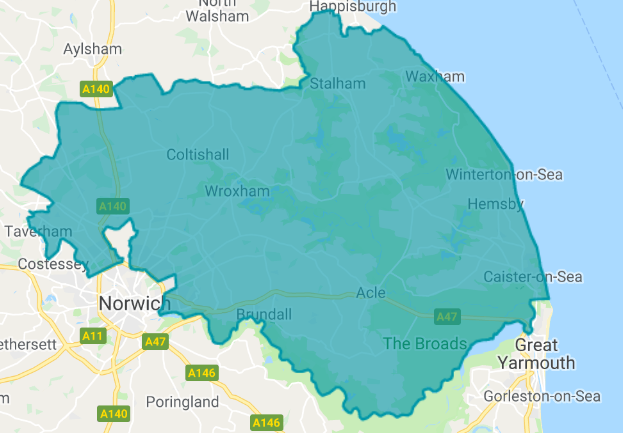 Happisburgh
North
Walsham
Aylsham
Waxham
Stalham
A140
Coltishall
Winterton-on-Sea
Wroxham
Hemsby
A140
Taverham
Costessey
Caister-on-Sea
Acle
Norwich
Brundall
A47
A11
A47
The Broads
Great
Yarmouth
ethersett
A146
Gorleston-on-Sea
Poringland
A140
A146
m